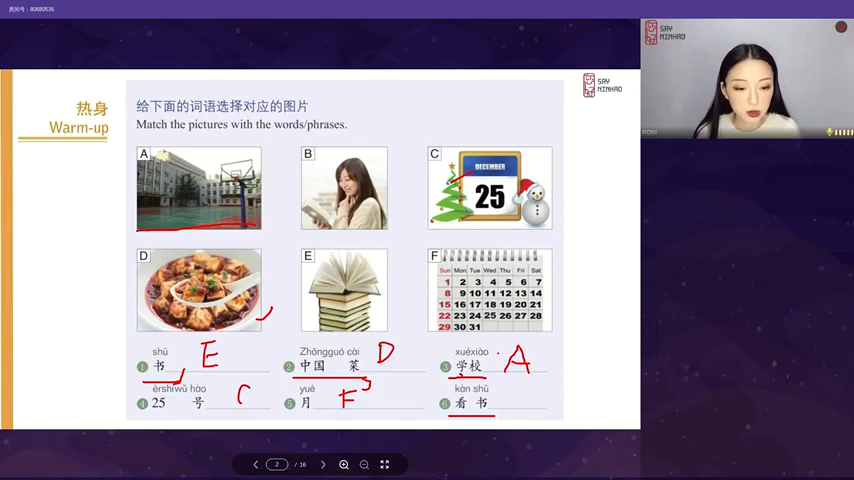 房间号：80680536
SAY
NINHAO
热身
Warm-up
给下面的词语选择对应的图片
Match the pictures with the words/phrases.
SAY
NINHAO
A
B
C
DECEMBER
25
RONI
D
E
F
Sun Mon Tue Wed Thu Fri Sat
1 2 3 4 5 6 7
8 9 10 11 12 13 14
15 16 17 18 19 20 21
22 23 24 25 26 27 28
29 30 31
shū
1 书 E
Zhōngguó cài
2 中国 菜 D
xuéxiào
3 学校 A
èrshíwǔ hào
4 25 号 C
yuè
5 月 F
kàn shū
6 看 书
2 / 16